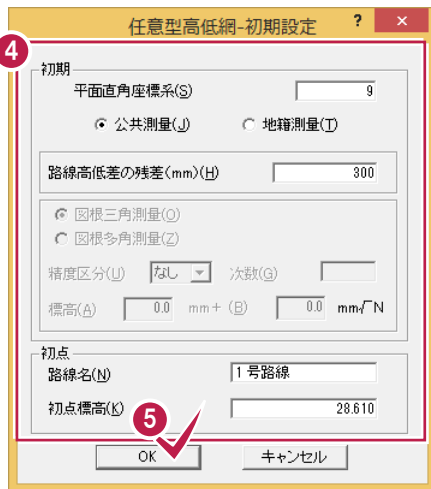 任意型高低網-初期設定 ? ×
4
初期
平面直角座標系(S) 9
公共測量(J) 地籍測量(T)
路線高低差の残差(mm)(H) 300
図根三角測量(O)
図根多角測量(Z)
精度区分(U) なし 次数(G)
標高(A) 0.0 mm+ (B) 0.0 mm√N
初点
路線名(N) 1号路線
初点標高(K) 28.610
5
OK キャンセル